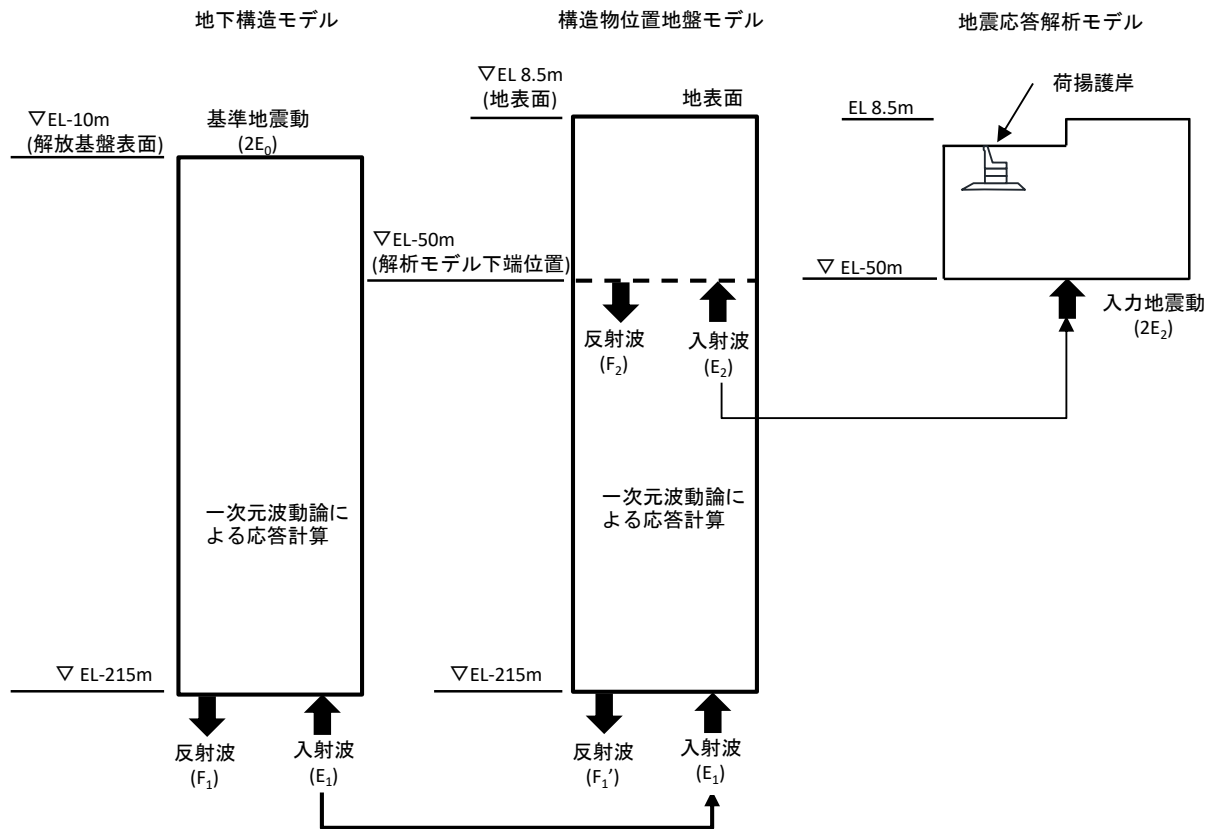 地下構造モデル
構造物位置地盤モデル
地震応答解析モデル
▽EL-10m
(解放基盤表面)
基準地震動
(2E₀)
▽EL 8.5m
(地表面)
地表面
EL 8.5m
荷揚護岸
▽EL-50m
(解析モデル下端位置)
▽ EL-50m
反射波
(F₂)
入射波
(E₂)
入力地震動
(2E₂)
一次元波動論に
よる応答計算
一次元波動論に
よる応答計算
▽ EL-215m
▽EL-215m
反射波
(F₁)
入射波
(E₁)
反射波
(F₁')
入射波
(E₁)